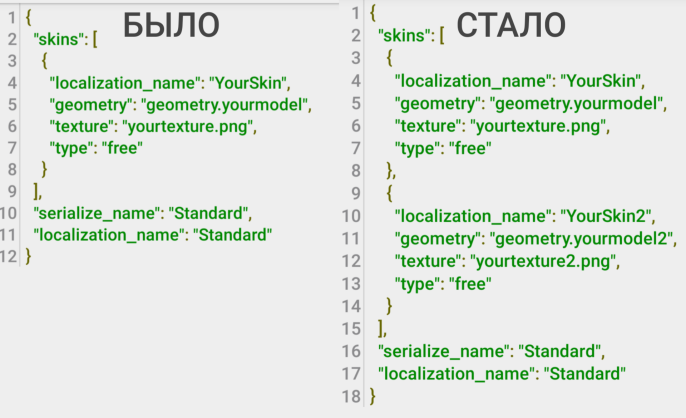 БЫЛО
1 {
2 "skins": [
3 {
4 "localization_name": "YourSkin",
5 "geometry": "geometry.yourmodel",
6 "texture": "yourtexture.png",
7 "type": "free"
8 }
9 ],
10 "serialize_name": "Standard",
11 "localization_name": "Standard"
12 }
СТАЛО
1 {
2 "skins": [
3 {
4 "localization_name": "YourSkin",
5 "geometry": "geometry.yourmodel",
6 "texture": "yourtexture.png",
7 "type": "free"
8 },
9 {
10 "localization_name": "YourSkin2",
11 "geometry": "geometry.yourmodel2",
12 "texture": "yourtexture2.png",
13 "type": "free"
14 }
15 ],
16 "serialize_name": "Standard",
17 "localization_name": "Standard"
18 }